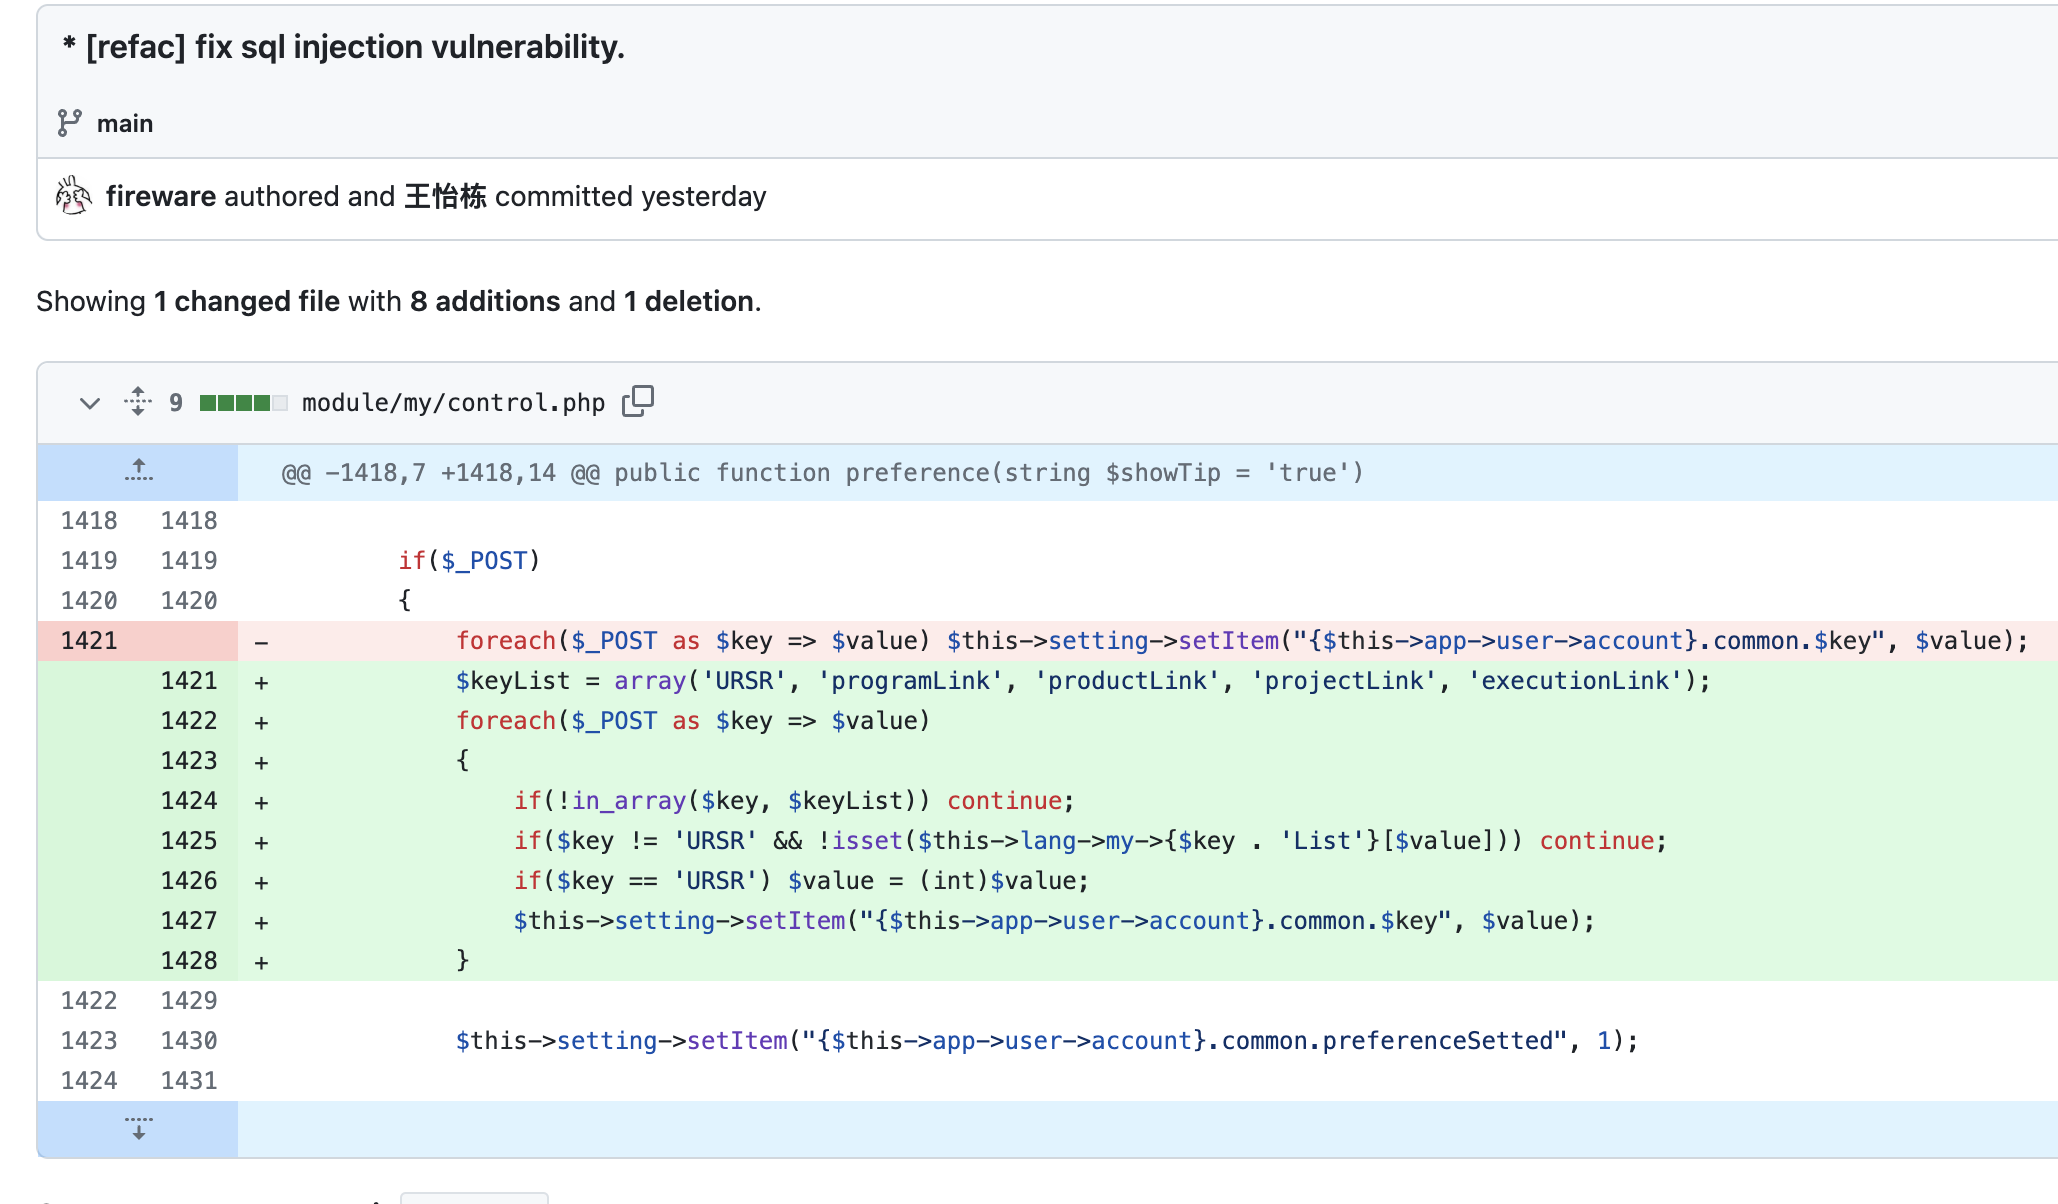 * [refac] fix sql injection vulnerability.
main
fireware authored and 王怡栋 committed yesterday
Showing 1 changed file with 8 additions and 1 deletion.
9 module/my/control.php
@@ -1418,7 +1418,14 @@ public function preference(string $showTip = 'true')
1418 1418
1419 1419 if($_POST)
1420 1420 {
1421 - foreach($_POST as $key => $value) $this->setting->setItem("{$this->app->user->account}.common.$key", $value);
1421 + $keyList = array('URSR', 'programLink', 'productLink', 'projectLink', 'executionLink');
1422 + foreach($_POST as $key => $value)
1423 + {
1424 + if(!in_array($key, $keyList)) continue;
1425 + if($key != 'URSR' && !isset($this->lang->my->{$key . 'List'}[$value])) continue;
1426 + if($key == 'URSR') $value = (int)$value;
1427 + $this->setting->setItem("{$this->app->user->account}.common.$key", $value);
1428 + }
1422 1429
1423 1430 $this->setting->setItem("{$this->app->user->account}.common.preferenceSetted", 1);
1424 1431